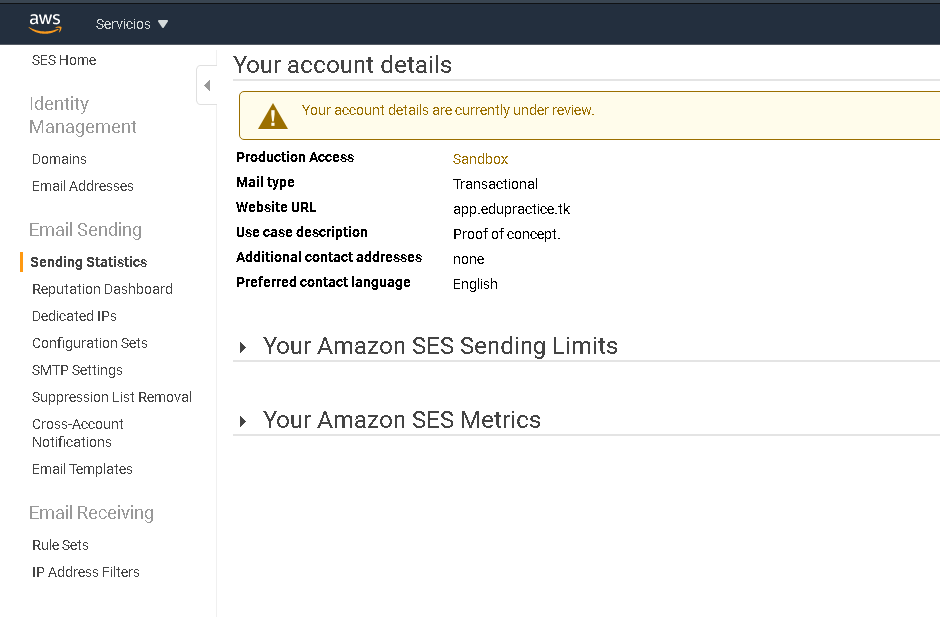 aws
Servicios
SES Home
Identity
Management
Domains
Email Addresses
Email Sending
Sending Statistics
Reputation Dashboard
Dedicated IPs
Configuration Sets
SMTP Settings
Suppression List Removal
Cross-Account
Notifications
Email Templates
Email Receiving
Rule Sets
IP Address Filters
Your account details
Your account details are currently under review.
Production Access Sandbox
Mail type Transactional
Website URL app.edupractice.tk
Use case description Proof of concept.
Additional contact addresses none
Preferred contact language English
Your Amazon SES Sending Limits
Your Amazon SES Metrics